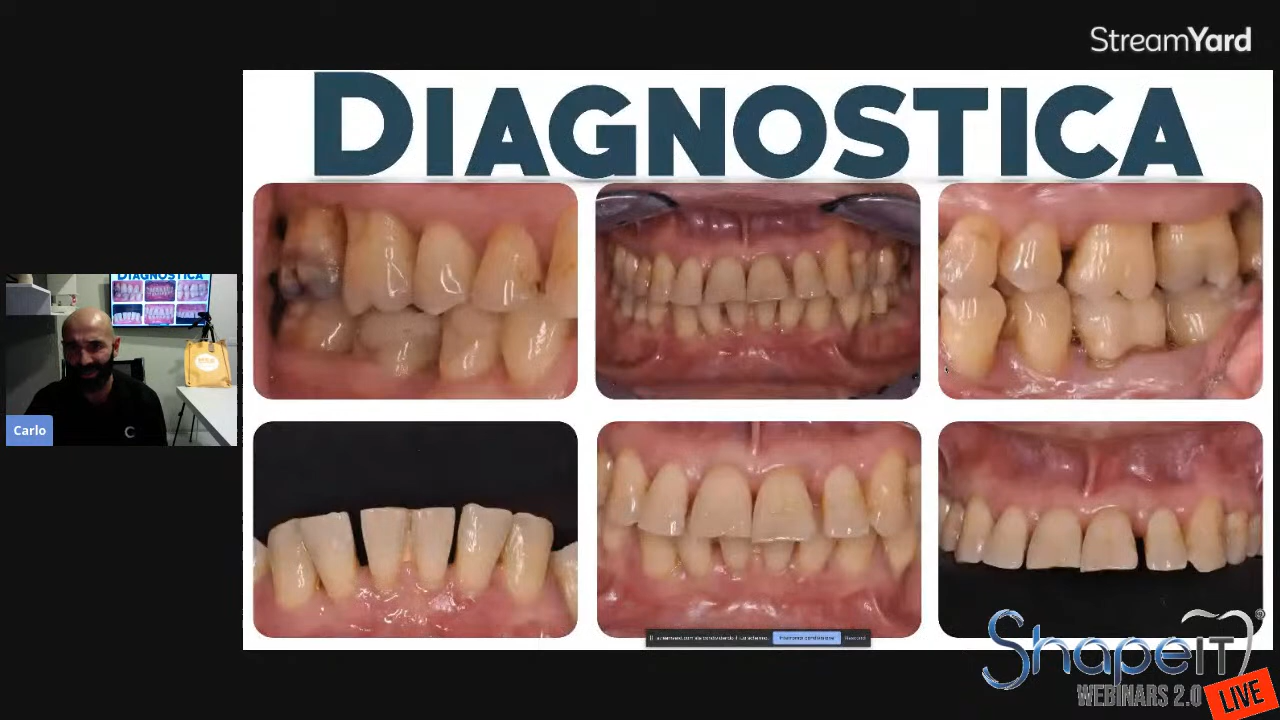 StreamYard
DIAGNOSTICA
DIAGNOSTICA
Carlo
ShapeIT®
WEBINARS 2.0
LIVE